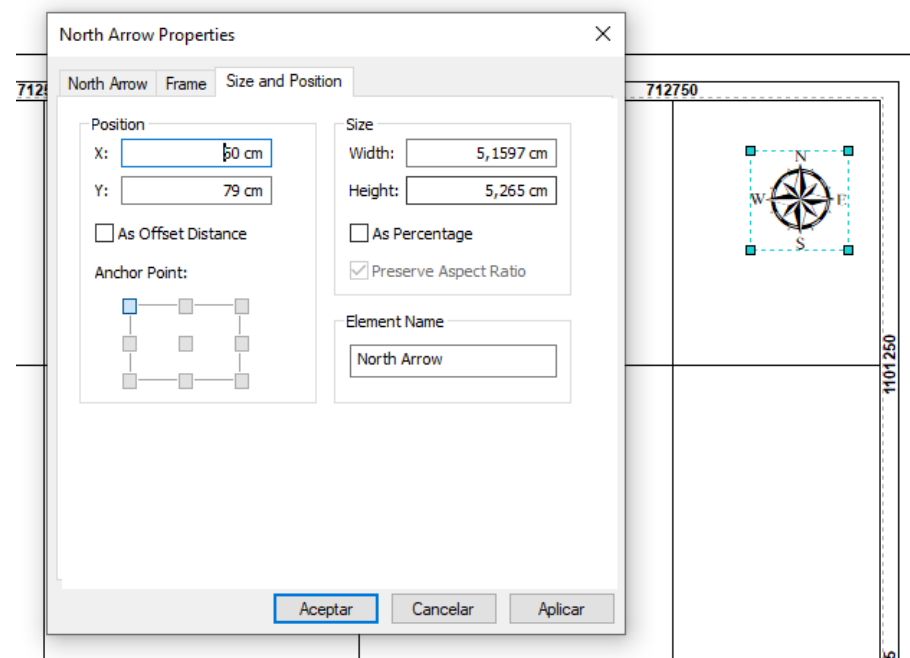 North Arrow Properties
North Arrow Frame Size and Position
Position
X: 60 cm
Y: 79 cm
As Offset Distance
Anchor Point:
Size
Width: 5,1597 cm
Height: 5,265 cm
As Percentage
Preserve Aspect Ratio
Element Name
North Arrow
Aceptar Cancelar Aplicar
712750
N
W E
S
1101250